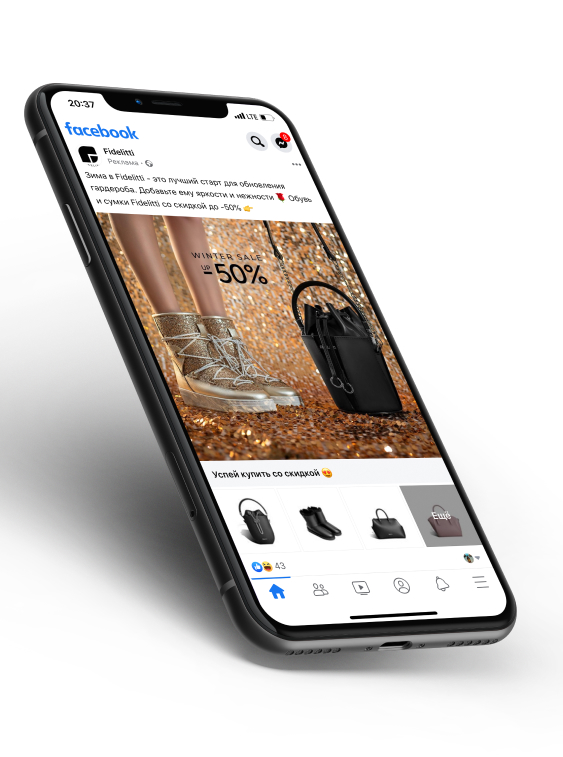 20:37
LTE
facebook
8
Fidelitti
Реклама
Зима в Fidelitti - это лучший старт для обновления
гардероба. Добавьте ему яркости и нежности 🌹 Обувь
и сумки Fidelitti со скидкой до -50% 👉
WINTER SALE
UP
-50%
Успей купить со скидкой 😍
Ещё
43